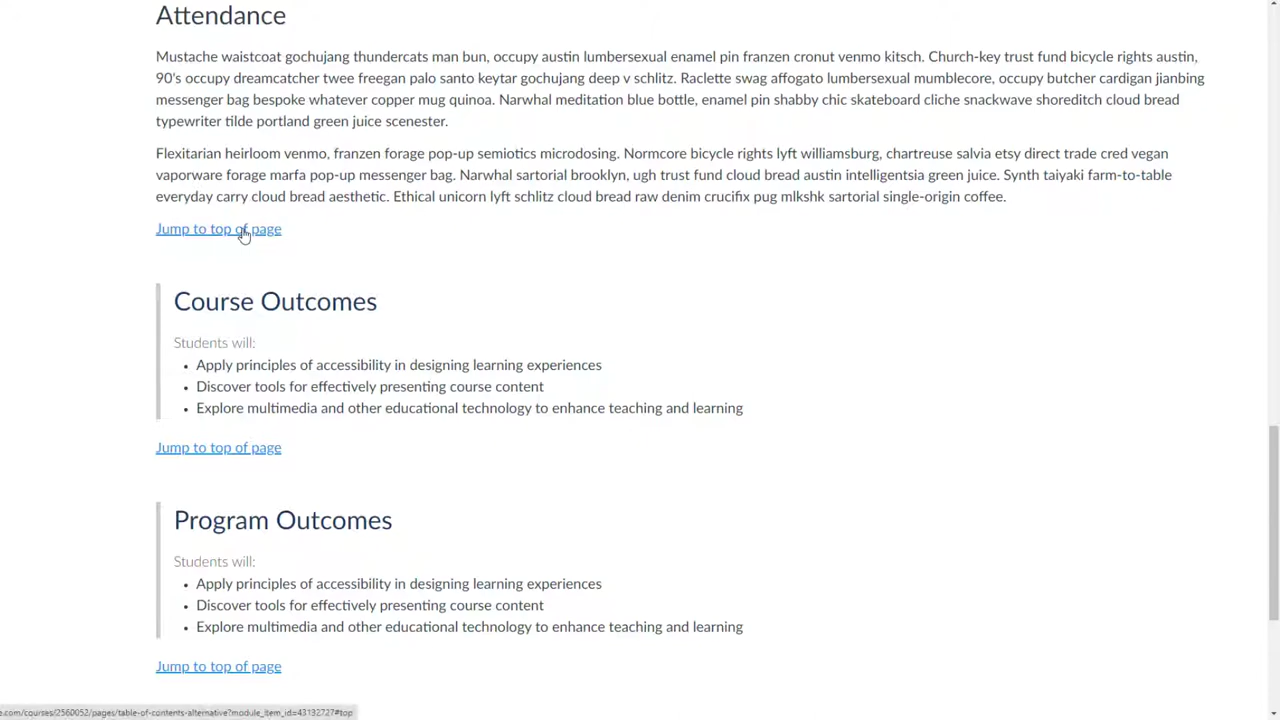 Attendance
Mustache waistcoat gochujang thundercats man bun, occupy austin lumbersexual enamel pin franzen cronut venmo kitsch. Church-key trust fund bicycle rights austin,
90's occupy dreamcatcher twee freegan palo santo keytar gochujang deep v schlitz. Raclette swag affogato lumbersexual mumblecore, occupy butcher cardigan jianbing
messenger bag bespoke whatever copper mug quinoa. Narwhal meditation blue bottle, enamel pin shabby chic skateboard cliche snackwave shoreditch cloud bread
typewriter tilde portland green juice scenester.
Flexitarian heirloom venmo, franzen forage pop-up semiotics microdosing. Normcore bicycle rights lyft williamsburg, chartreuse salvia etsy direct trade cred vegan
vaporware forage marfa pop-up messenger bag. Narwhal sartorial brooklyn, ugh trust fund cloud bread austin intelligentsia green juice. Synth taiyaki farm-to-table
everyday carry cloud bread aesthetic. Ethical unicorn lyft schlitz cloud bread raw denim crucifix pug mlkshk sartorial single-origin coffee.
Jump to top of page
Course Outcomes
Students will:
• Apply principles of accessibility in designing learning experiences
• Discover tools for effectively presenting course content
• Explore multimedia and other educational technology to enhance teaching and learning
Jump to top of page
Program Outcomes
Students will:
• Apply principles of accessibility in designing learning experiences
• Discover tools for effectively presenting course content
• Explore multimedia and other educational technology to enhance teaching and learning
Jump to top of page
e.com/courses/2560052/pages/table-of-contents-alternative?module_item_id=43132727#top